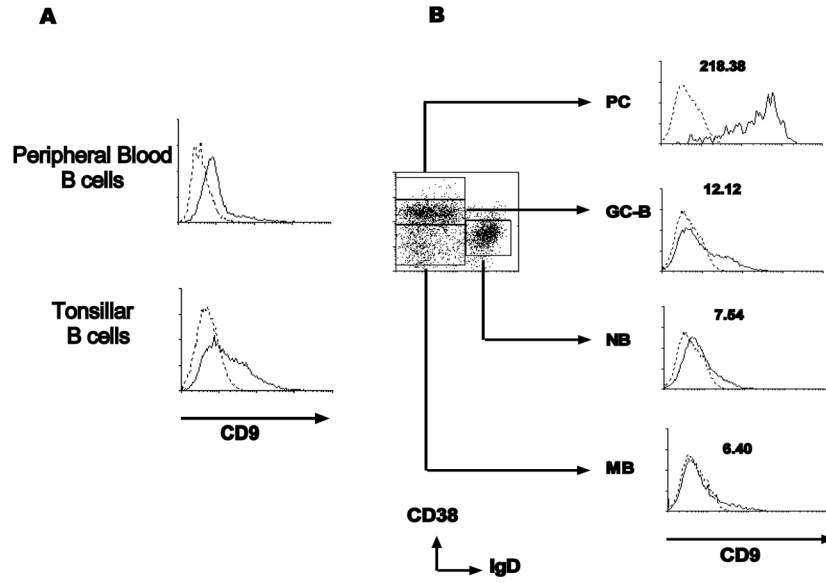 A
B
Peripheral Blood
B cells
Tonsillar
B cells
CD9
218.38
PC
12.12
GC-B
7.54
NB
6.40
MB
CD38
IgD
CD9